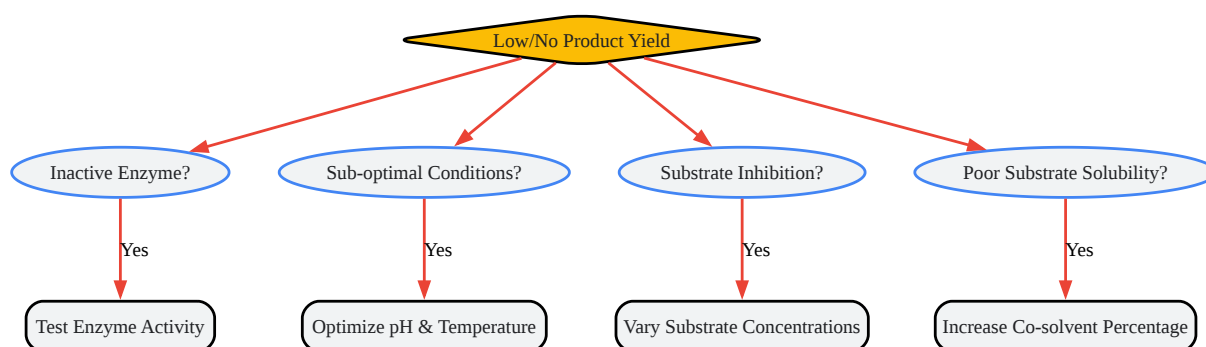 Low/No Product Yield
Inactive Enzyme?
Sub-optimal Conditions?
Substrate Inhibition?
Poor Substrate Solubility?
Yes
Yes
Yes
Yes
Test Enzyme Activity
Optimize pH & Temperature
Vary Substrate Concentrations
Increase Co-solvent Percentage